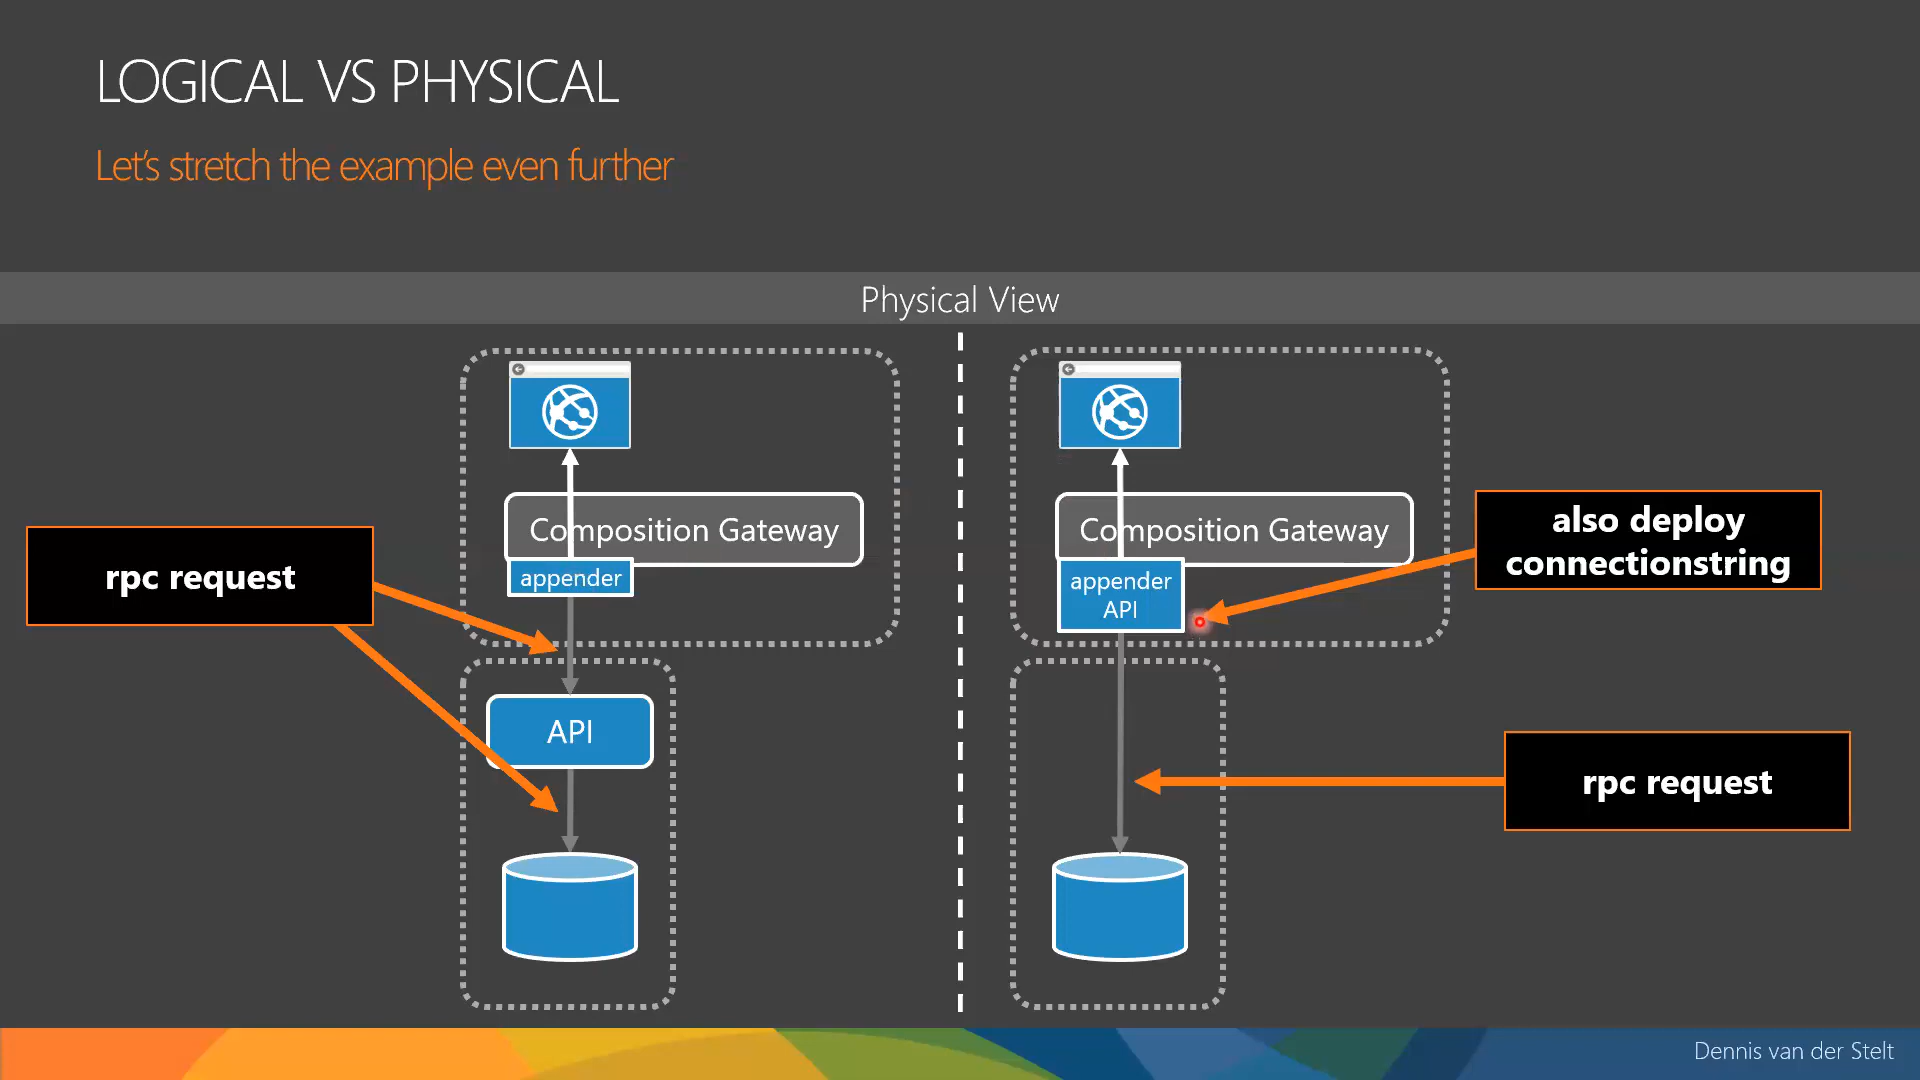 LOGICAL VS PHYSICAL
Let's stretch the example even further
Physical View
Composition Gateway
appender
rpc request
API
Composition Gateway
appender
API
also deploy
connectionstring
rpc request
Dennis van der Stelt